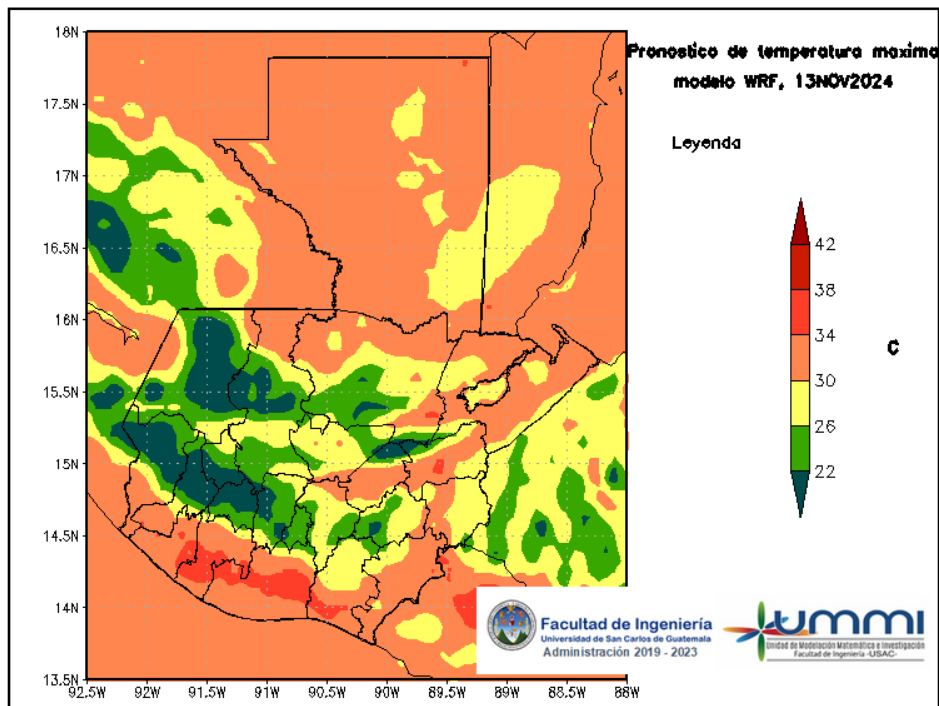 Pronostico de temperatura maxima
modelo WRF, 13NOV2024
Leyenda
42
38
34
30
26
22
C
18N
17.5N
17N
16.5N
16N
15.5N
15N
14.5N
14N
13.5N
92.5W 92W 91.5W 91W 90.5W 90W 89.5W 89W 88.5W 88W
Facultad de Ingeniería
Universidad de San Carlos de Guatemala
Administración 2019 - 2023
ummi
Unidad de Modelación Matemática e Investigación
Facultad de Ingeniería -USAC-